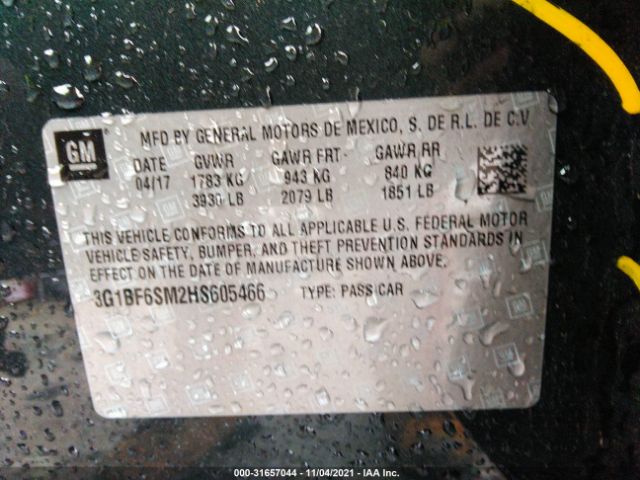 GM
MFD BY GENERAL MOTORS DE MEXICO, S. DE R.L. DE C.V
DATE GVWR GAWR FRT GAWR RR
04/17 1783 KG 943 KG 840 KG
3930 LB 2079 LB 1851 LB
THIS VEHICLE CONFORMS TO ALL APPLICABLE U.S. FEDERAL MOTOR
VEHICLE SAFETY, BUMPER, AND THEFT PREVENTION STANDARDS IN
EFFECT ON THE DATE OF MANUFACTURE SHOWN ABOVE.
3G1BF6SM2HS605466 TYPE: PASS CAR
000-31657044 - 11/04/2021 - IAA Inc.